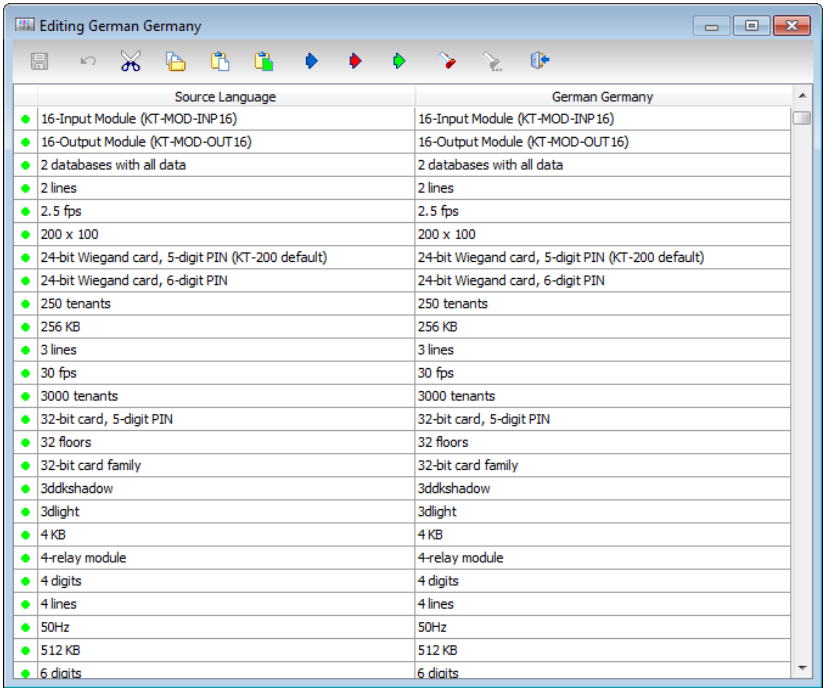 Editing German Germany
Source Language German Germany
16-Input Module (KT-MOD-INP16) 16-Input Module (KT-MOD-INP16)
16-Output Module (KT-MOD-OUT16) 16-Output Module (KT-MOD-OUT16)
2 databases with all data 2 databases with all data
2 lines 2 lines
2.5 fps 2.5 fps
200 x 100 200 x 100
24-bit Wiegand card, 5-digit PIN (KT-200 default) 24-bit Wiegand card, 5-digit PIN (KT-200 default)
24-bit Wiegand card, 6-digit PIN 24-bit Wiegand card, 6-digit PIN
250 tenants 250 tenants
256 KB 256 KB
3 lines 3 lines
30 fps 30 fps
3000 tenants 3000 tenants
32-bit card, 5-digit PIN 32-bit card, 5-digit PIN
32 floors 32 floors
32-bit card family 32-bit card family
3ddkshadow 3ddkshadow
3dlight 3dlight
4 KB 4 KB
4-relay module 4-relay module
4 digits 4 digits
4 lines 4 lines
50Hz 50Hz
512 KB 512 KB
6 digits 6 digits